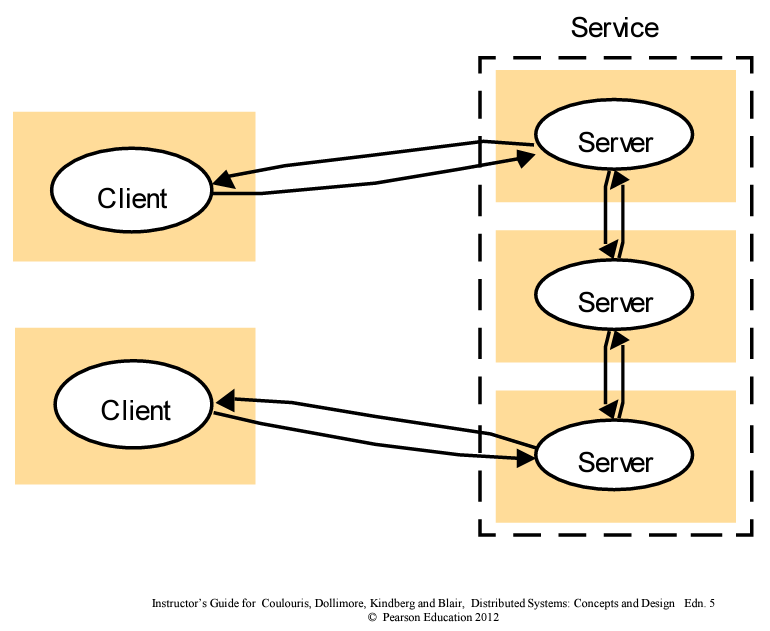 Service
Server
Client
Server
Client
Server
Instructor's Guide for Coulouris, Dollimore, Kindberg and Blair, Distributed Systems: Concepts and Design Edn. 5
© Pearson Education 2012